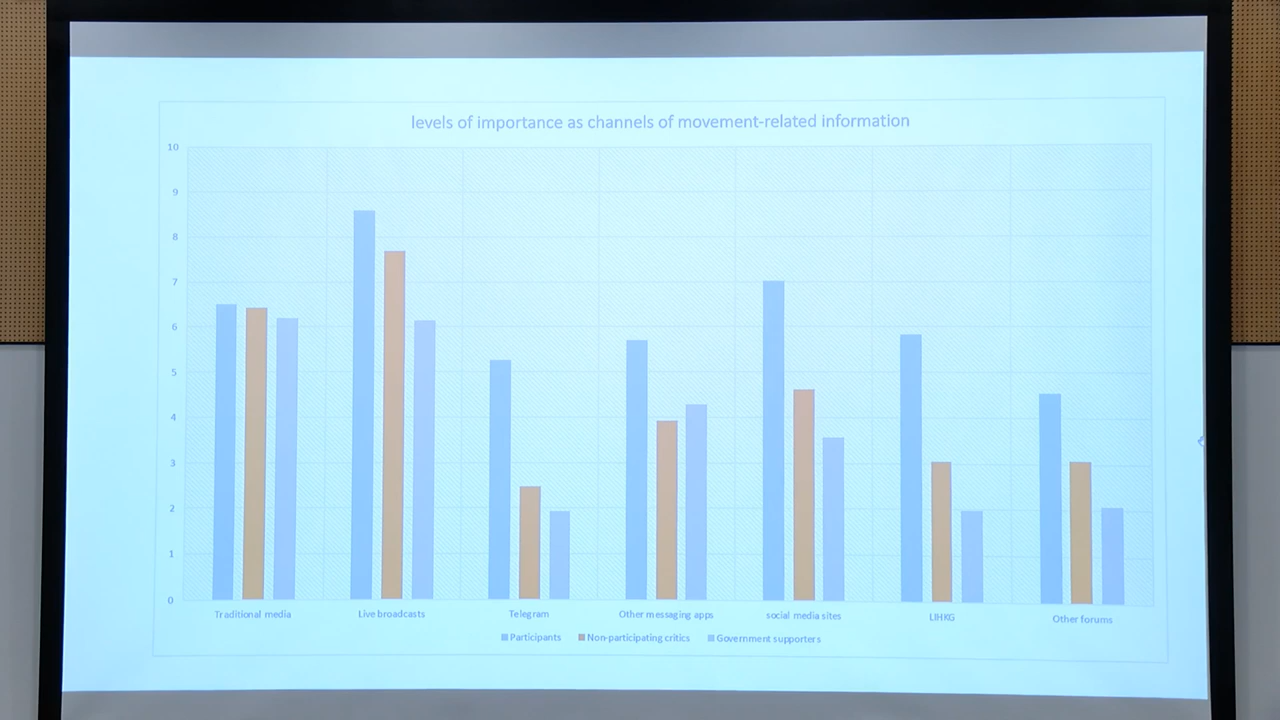 levels of importance as channels of movement-related information
10
9
8
7
6
5
4
3
2
1
0
Traditional media
Live broadcasts
Telegram
Other messaging apps
social media sites
LIHKG
Other forums
Participants
Non-participating critics
Government supporters